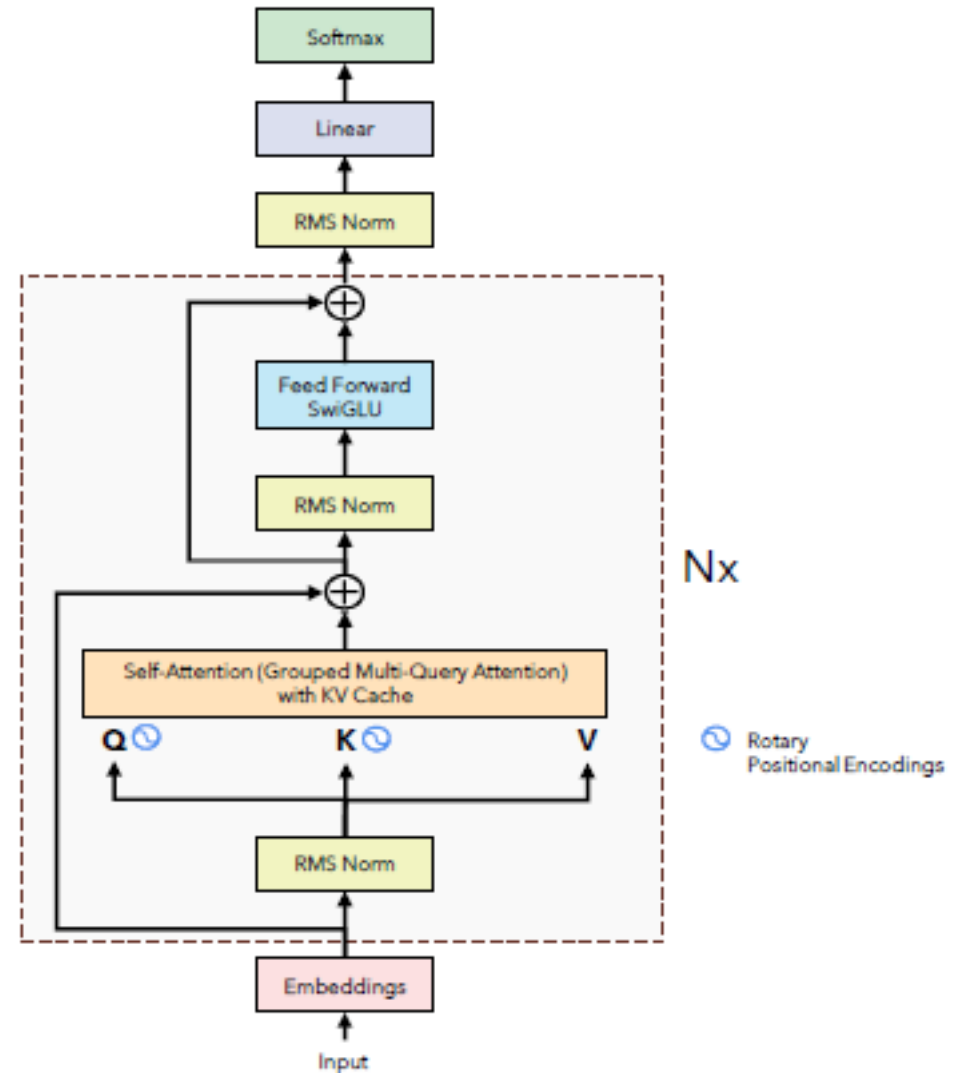 Softmax
Linear
RMS Norm
Feed Forward
SwiGLU
RMS Norm
Nx
Self-Attention (Grouped Multi-Query Attention)
with KV Cache
Q K V
Rotary
Positional Encodings
RMS Norm
Embeddings
Input